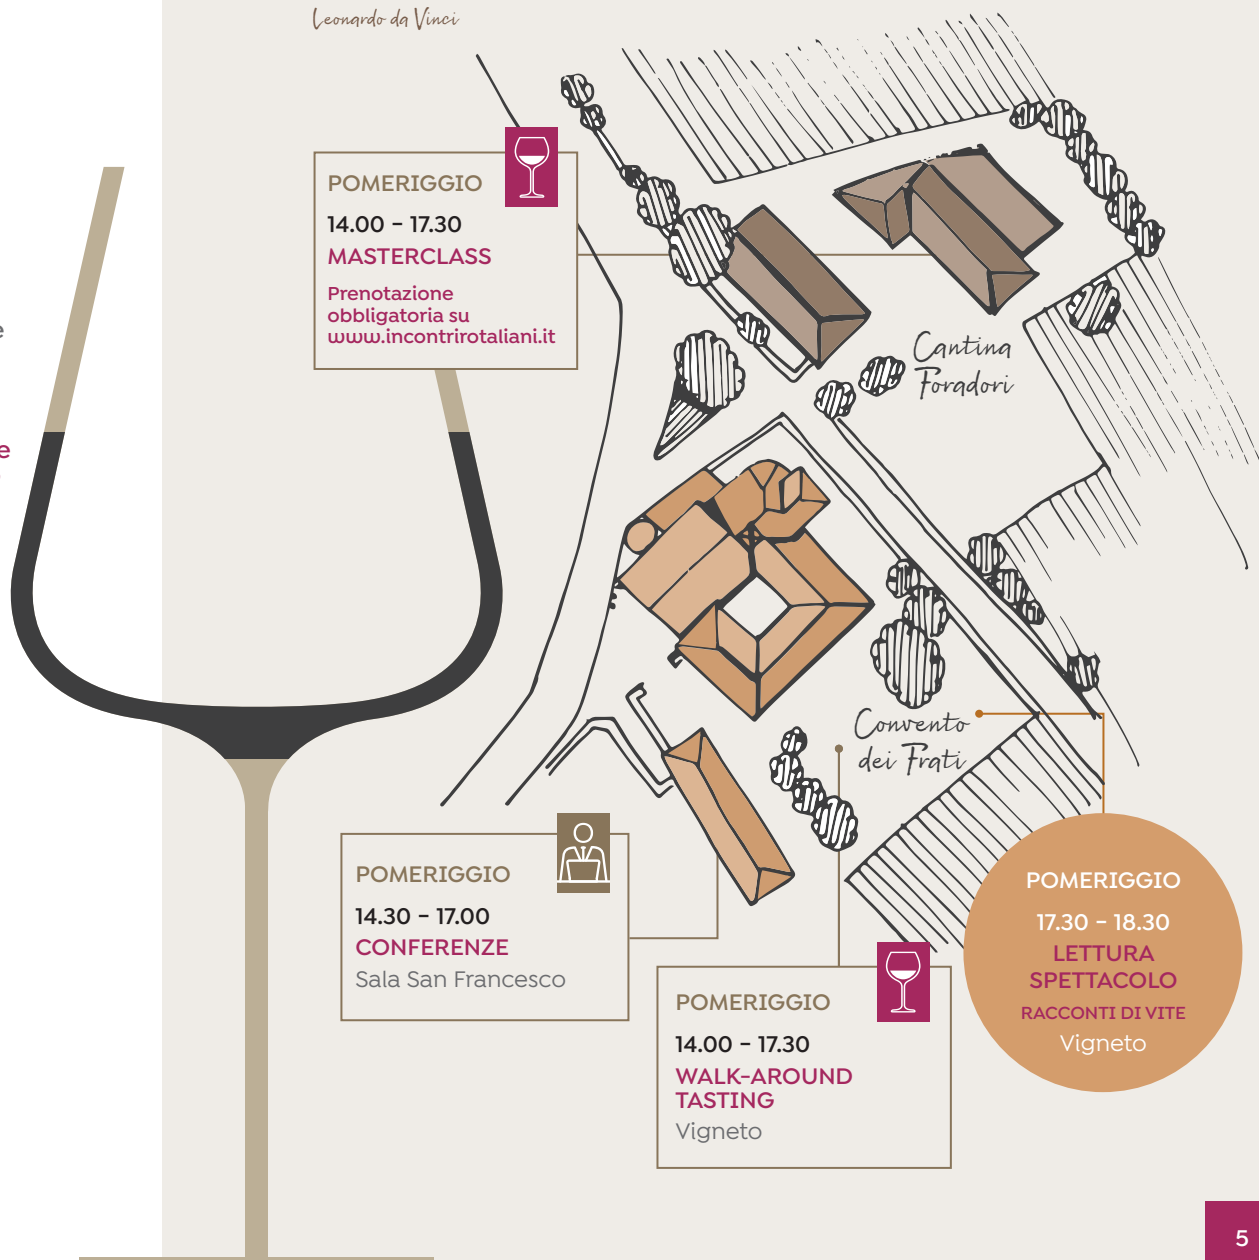 Leonardo da Vinci
POMERIGGIO
14.00 – 17.30
MASTERCLASS
Prenotazione
obbligatoria su
www.incontrirotaliani.it
e
e
Cantina
Foradori
Convento
dei Frati
POMERIGGIO
14.30 – 17.00
CONFERENZE
Sala San Francesco
POMERIGGIO
14.00 – 17.30
WALK-AROUND
TASTING
Vigneto
POMERIGGIO
17.30 – 18.30
LETTURA
SPETTACOLO
RACCONTI DI VITE
Vigneto
5